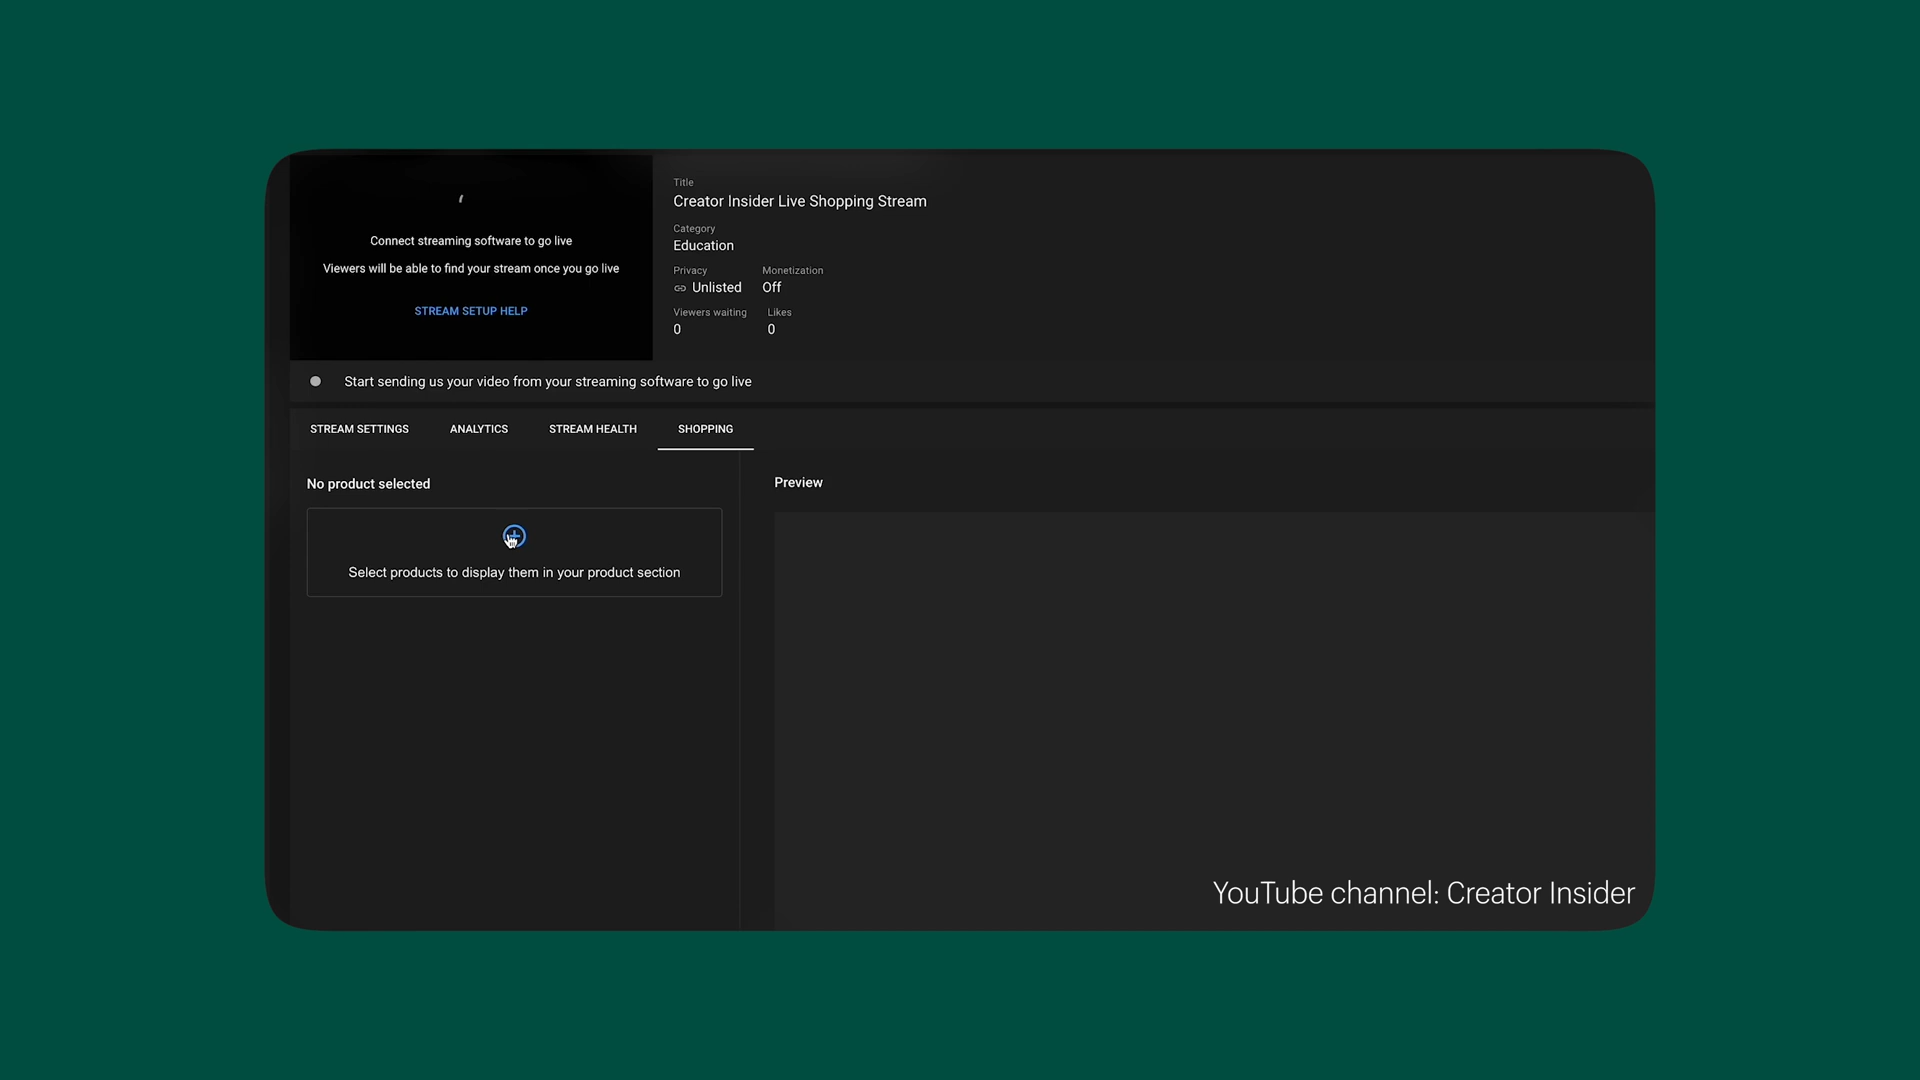 Connect streaming software to go live
Viewers will be able to find your stream once you go live
STREAM SETUP HELP
Title
Creator Insider Live Shopping Stream
Category
Education
Privacy Monetization
Unlisted Off
Viewers waiting Likes
0 0
Start sending us your video from your streaming software to go live
STREAM SETTINGS ANALYTICS STREAM HEALTH SHOPPING
No product selected
Select products to display them in your product section
Preview
YouTube channel: Creator Insider